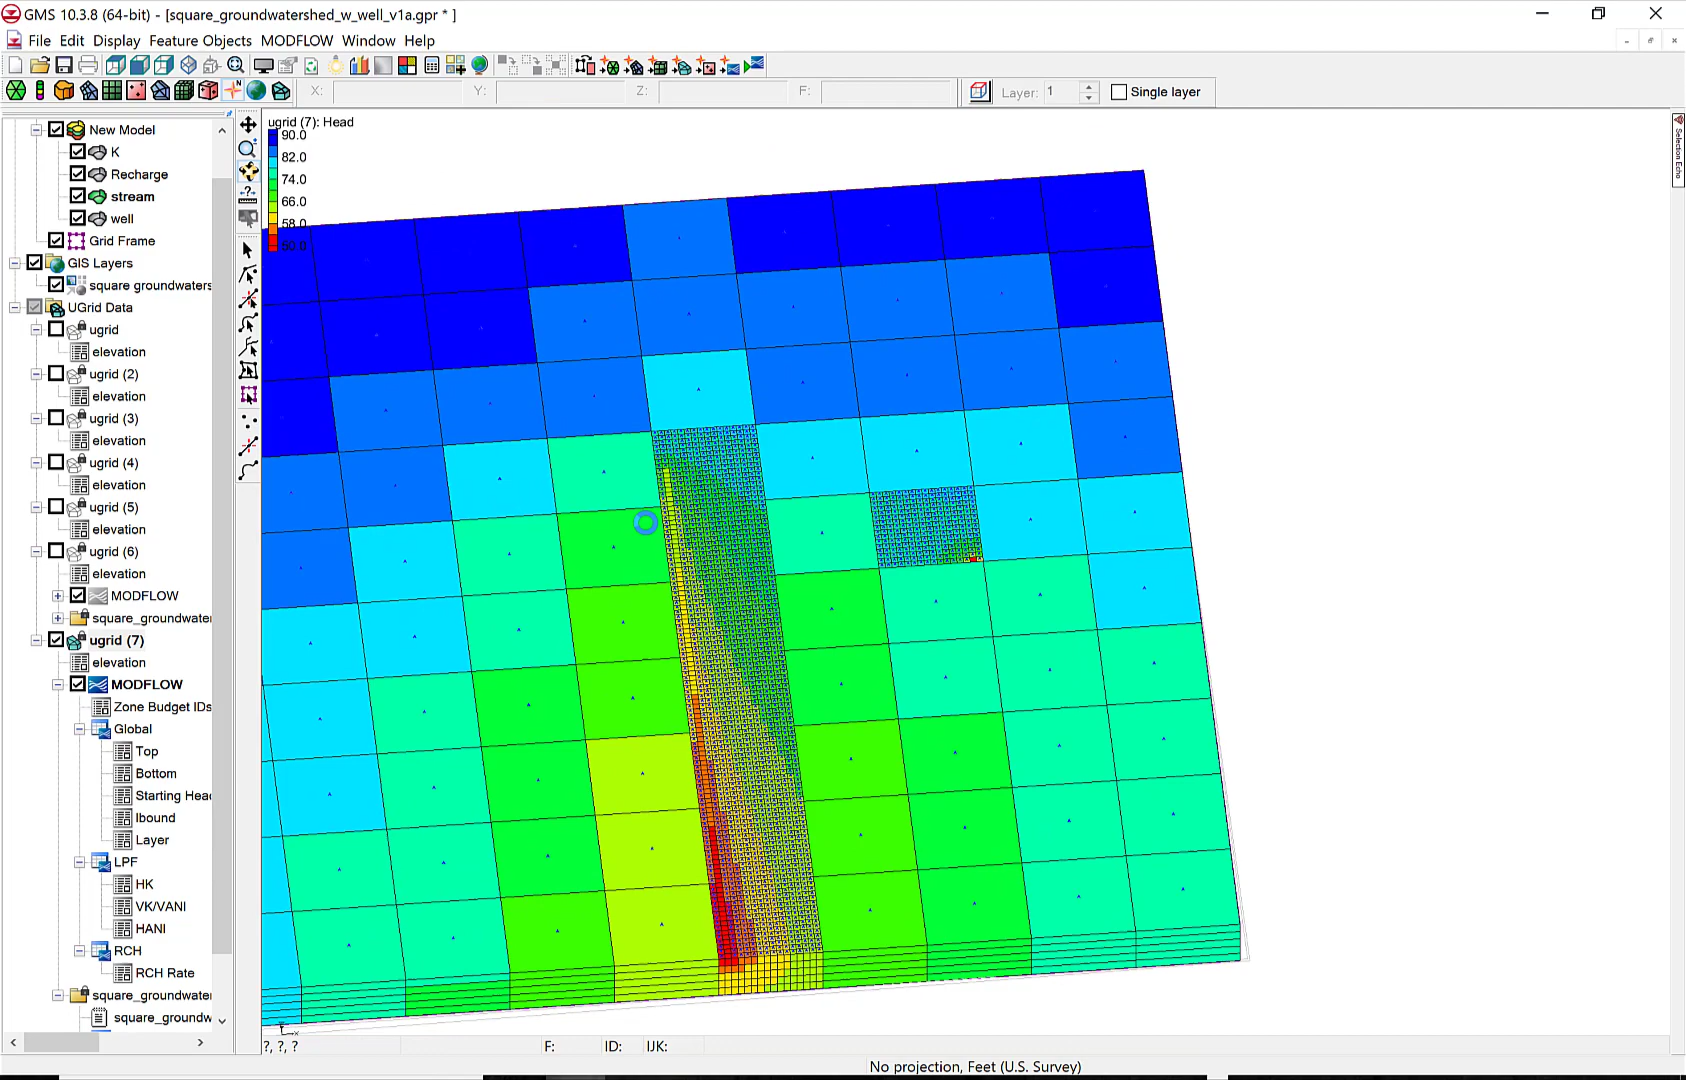 GMS 10.3.8 (64-bit) - [square_groundwatershed_w_well_v1a.gpr * ]
File Edit Display Feature Objects MODFLOW Window Help
X: Y: Z: F: Layer: 1 Single layer
ugrid (7): Head
90.0
82.0
74.0
66.0
58.0
50.0
New Model
K
Recharge
stream
well
Grid Frame
GIS Layers
square groundwaters
UGrid Data
ugrid
elevation
ugrid (2)
elevation
ugrid (3)
elevation
ugrid (4)
elevation
ugrid (5)
elevation
ugrid (6)
elevation
MODFLOW
square_groundwater
ugrid (7)
elevation
MODFLOW
Zone Budget IDs
Global
Top
Bottom
Starting Head
Ibound
Layer
LPF
HK
VK/VANI
HANI
RCH
RCH Rate
square_groundwater
square_groundw
Selection Echo
?, ?, ? F: ID: IJK:
No projection, Feet (U.S. Survey)